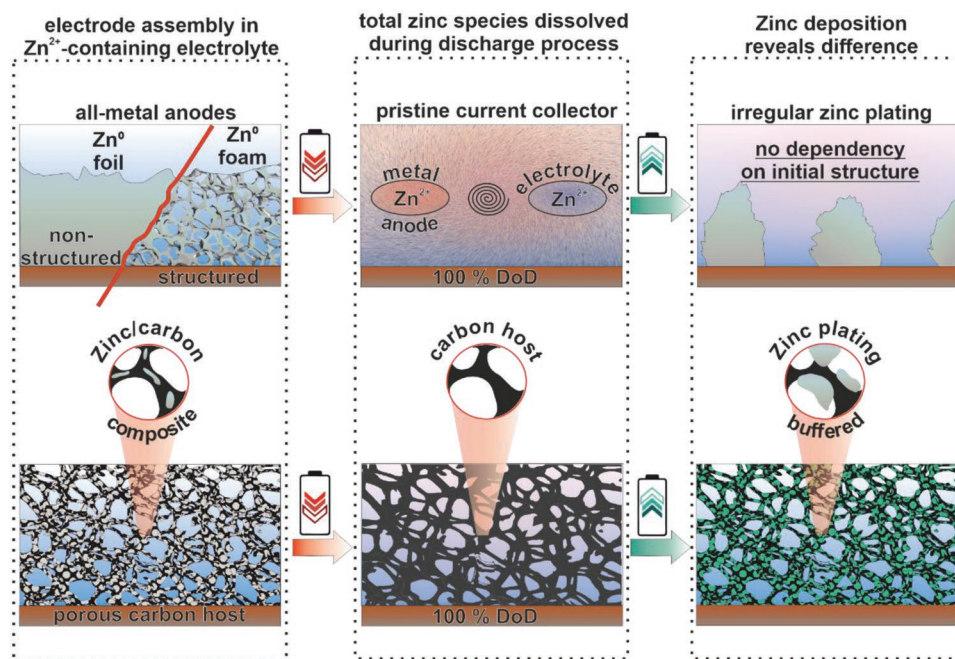 electrode assembly in
Zn²⁺-containing electrolyte
total zinc species dissolved
during discharge process
Zinc deposition
reveals difference
all-metal anodes
Zn⁰
foil
Zn⁰
foam
non-
structured
structured
pristine current collector
metal
Zn²⁺
anode
electrolyte
Zn²⁺
100 % DoD
irregular zinc plating
no dependency
on initial structure
Zinc/carbon
composite
carbon host
Zinc plating
buffered
porous carbon host
100 % DoD